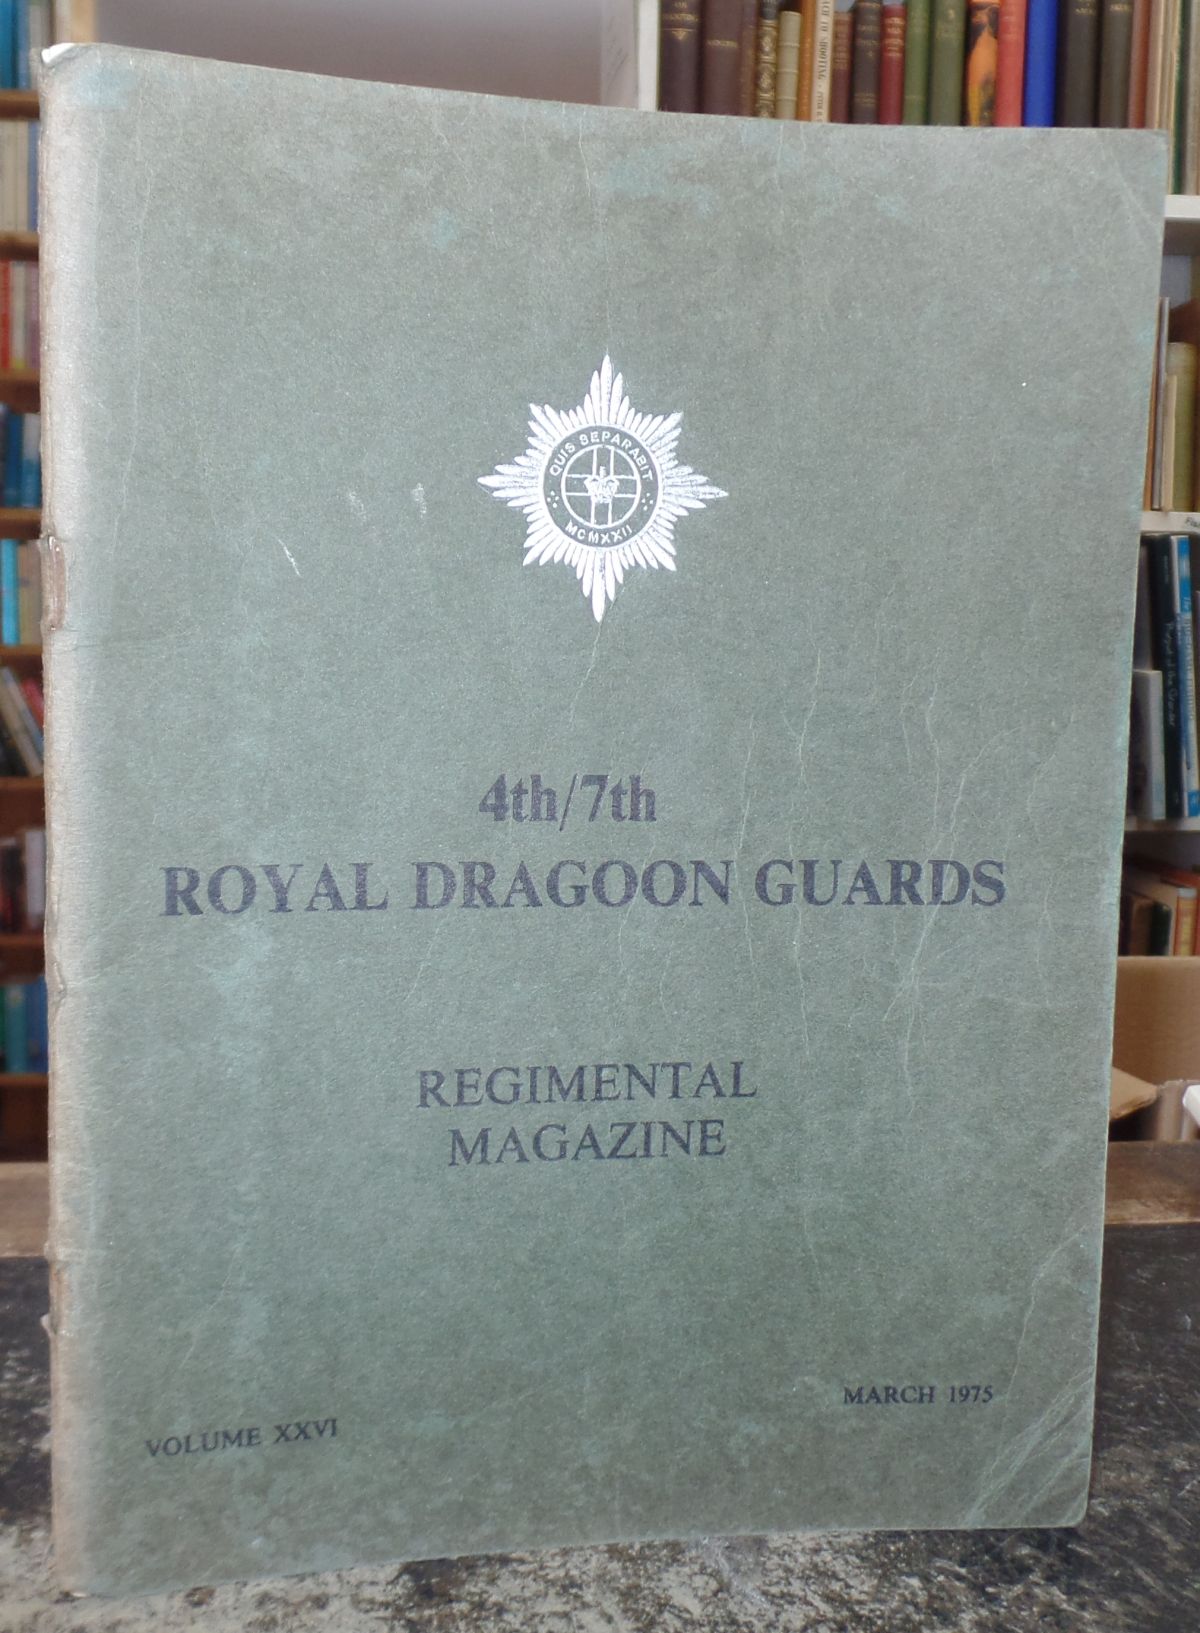 QUIS SEPARABIT
MCMXXII
4th/7th
ROYAL DRAGOON GUARDS
REGIMENTAL
MAGAZINE
MARCH 1975
VOLUME XXVI